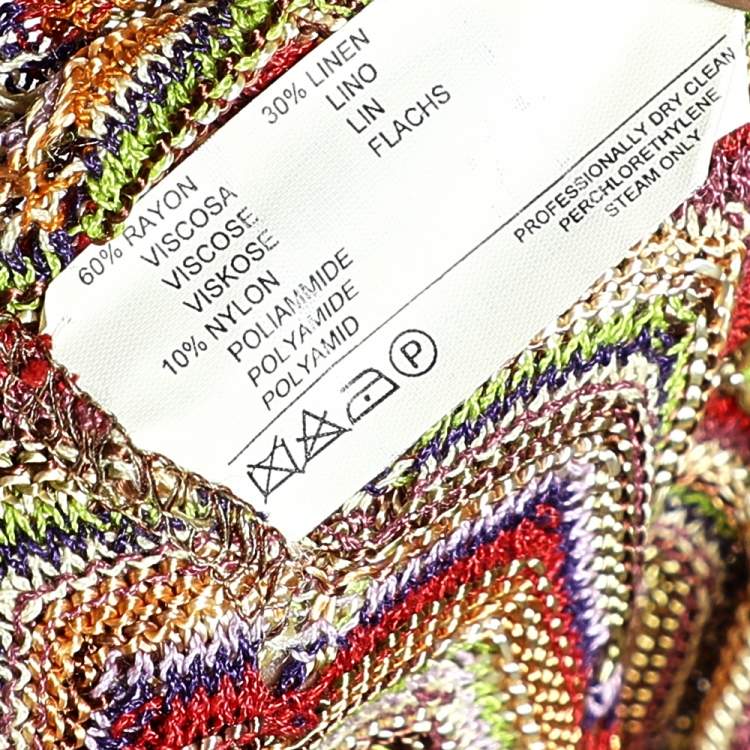 60% RAYON
VISCOSA
VISCOSE
VISKOSE
10% NYLON
POLIAMMIDE
POLYAMIDE
POLYAMID
30% LINEN
LINO
LIN
FLACHS
PROFESSIONALLY DRY CLEAN
PERCHLORETHYLENE
STEAM ONLY
P